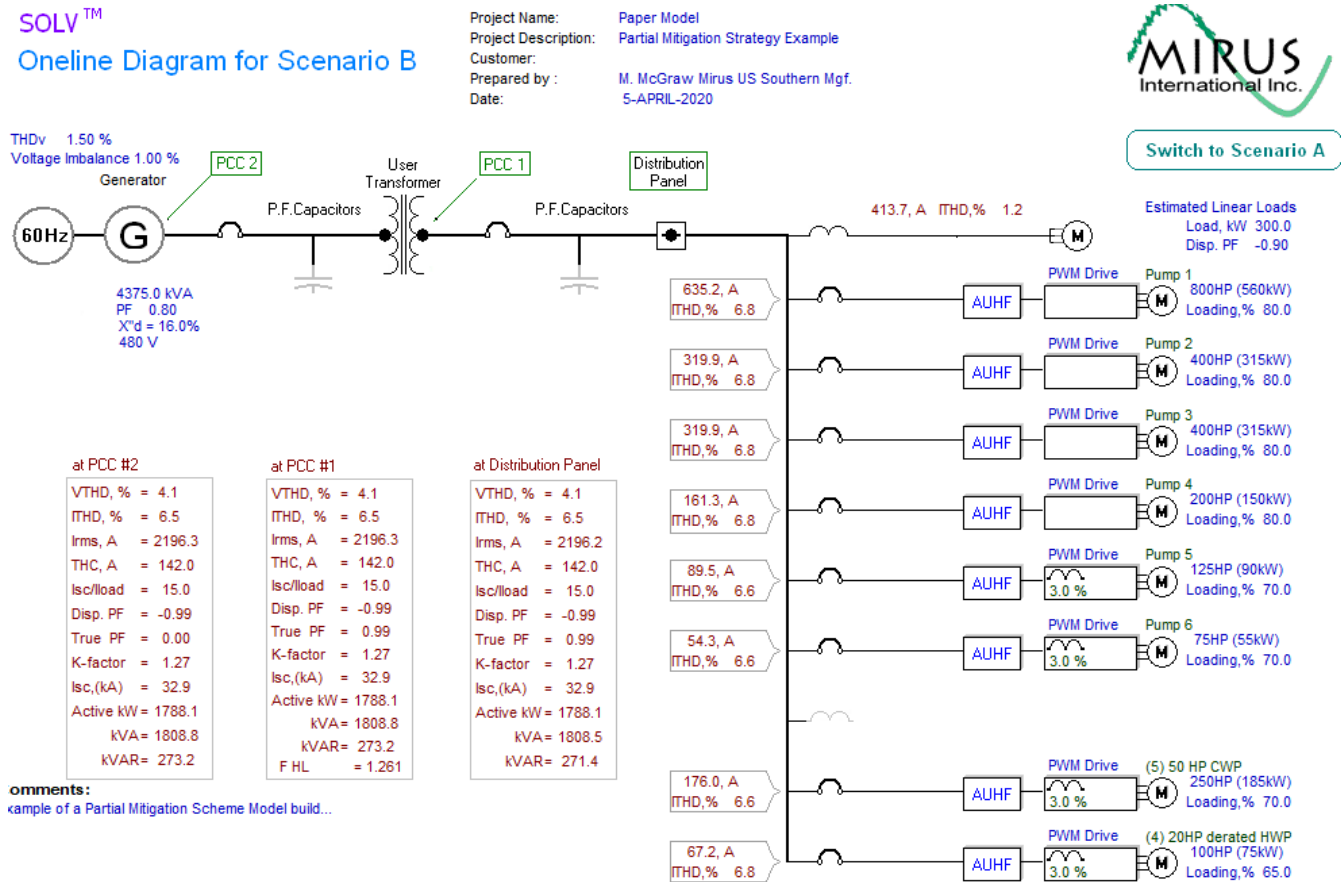 SOLV™
Oneline Diagram for Scenario B
Project Name: Paper Model
Project Description: Partial Mitigation Strategy Example
Customer:
Prepared by : M. McGraw Mirus US Southern Mgf.
Date: 5-APRIL-2020
MIRUS
International Inc.
Switch to Scenario A
THDv 1.50 %
Voltage Imbalance 1.00 %
Generator
PCC 2
User
Transformer
PCC 1
Distribution
Panel
P.F.Capacitors
P.F.Capacitors
60Hz
G
4375.0 kVA
PF 0.80
X"d = 16.0%
480 V
413.7, A ITHD,% 1.2
M
Estimated Linear Loads
Load, kW 300.0
Disp. PF -0.90
635.2, A
ITHD,% 6.8
AUHF
PWM Drive
M
Pump 1
800HP (560kW)
Loading,% 80.0
319.9, A
ITHD,% 6.8
AUHF
PWM Drive
M
Pump 2
400HP (315kW)
Loading,% 80.0
319.9, A
ITHD,% 6.8
AUHF
PWM Drive
M
Pump 3
400HP (315kW)
Loading,% 80.0
161.3, A
ITHD,% 6.8
AUHF
PWM Drive
M
Pump 4
200HP (150kW)
Loading,% 80.0
89.5, A
ITHD,% 6.6
AUHF
PWM Drive
3.0 %
M
Pump 5
125HP (90kW)
Loading,% 70.0
54.3, A
ITHD,% 6.6
AUHF
PWM Drive
3.0 %
M
Pump 6
75HP (55kW)
Loading,% 70.0
176.0, A
ITHD,% 6.6
AUHF
PWM Drive
3.0 %
M
(5) 50 HP CWP
250HP (185kW)
Loading,% 70.0
67.2, A
ITHD,% 6.8
AUHF
PWM Drive
3.0 %
M
(4) 20HP derated HWP
100HP (75kW)
Loading,% 65.0
at PCC #2
VTHD, % = 4.1
ITHD, % = 6.5
Irms, A = 2196.3
THC, A = 142.0
Isc/Iload = 15.0
Disp. PF = -0.99
True PF = 0.00
K-factor = 1.27
Isc,(kA) = 32.9
Active kW = 1788.1
kVA= 1808.8
kVAR= 273.2
at PCC #1
VTHD, % = 4.1
ITHD, % = 6.5
Irms, A = 2196.3
THC, A = 142.0
Isc/Iload = 15.0
Disp. PF = -0.99
True PF = 0.99
K-factor = 1.27
Isc,(kA) = 32.9
Active kW = 1788.1
kVA= 1808.8
kVAR= 273.2
F HL = 1.261
at Distribution Panel
VTHD, % = 4.1
ITHD, % = 6.5
Irms, A = 2196.2
THC, A = 142.0
Isc/Iload = 15.0
Disp. PF = -0.99
True PF = 0.99
K-factor = 1.27
Isc,(kA) = 32.9
Active kW = 1788.1
kVA= 1808.5
kVAR= 271.4
omments:
xample of a Partial Mitigation Scheme Model build...